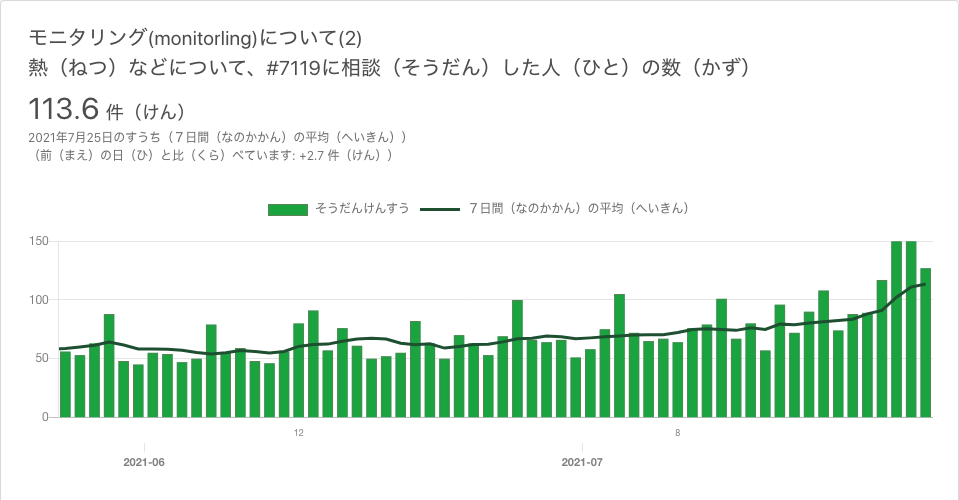 モニタリング(monitorling)について(2)
熱（ねつ）などについて、#7119に相談（そうだん）した人（ひと）の数（かず）
113.6 件（けん）
2021年7月25日のすうち（７日間（なのかかん）の平均（へいきん））
（前（まえ）の日（ひ）と比（くら）べています: +2.7 件（けん））
そうだんけんすう ７日間（なのかかん）の平均（へいきん）
150
100
50
0
12 8
2021-06 2021-07